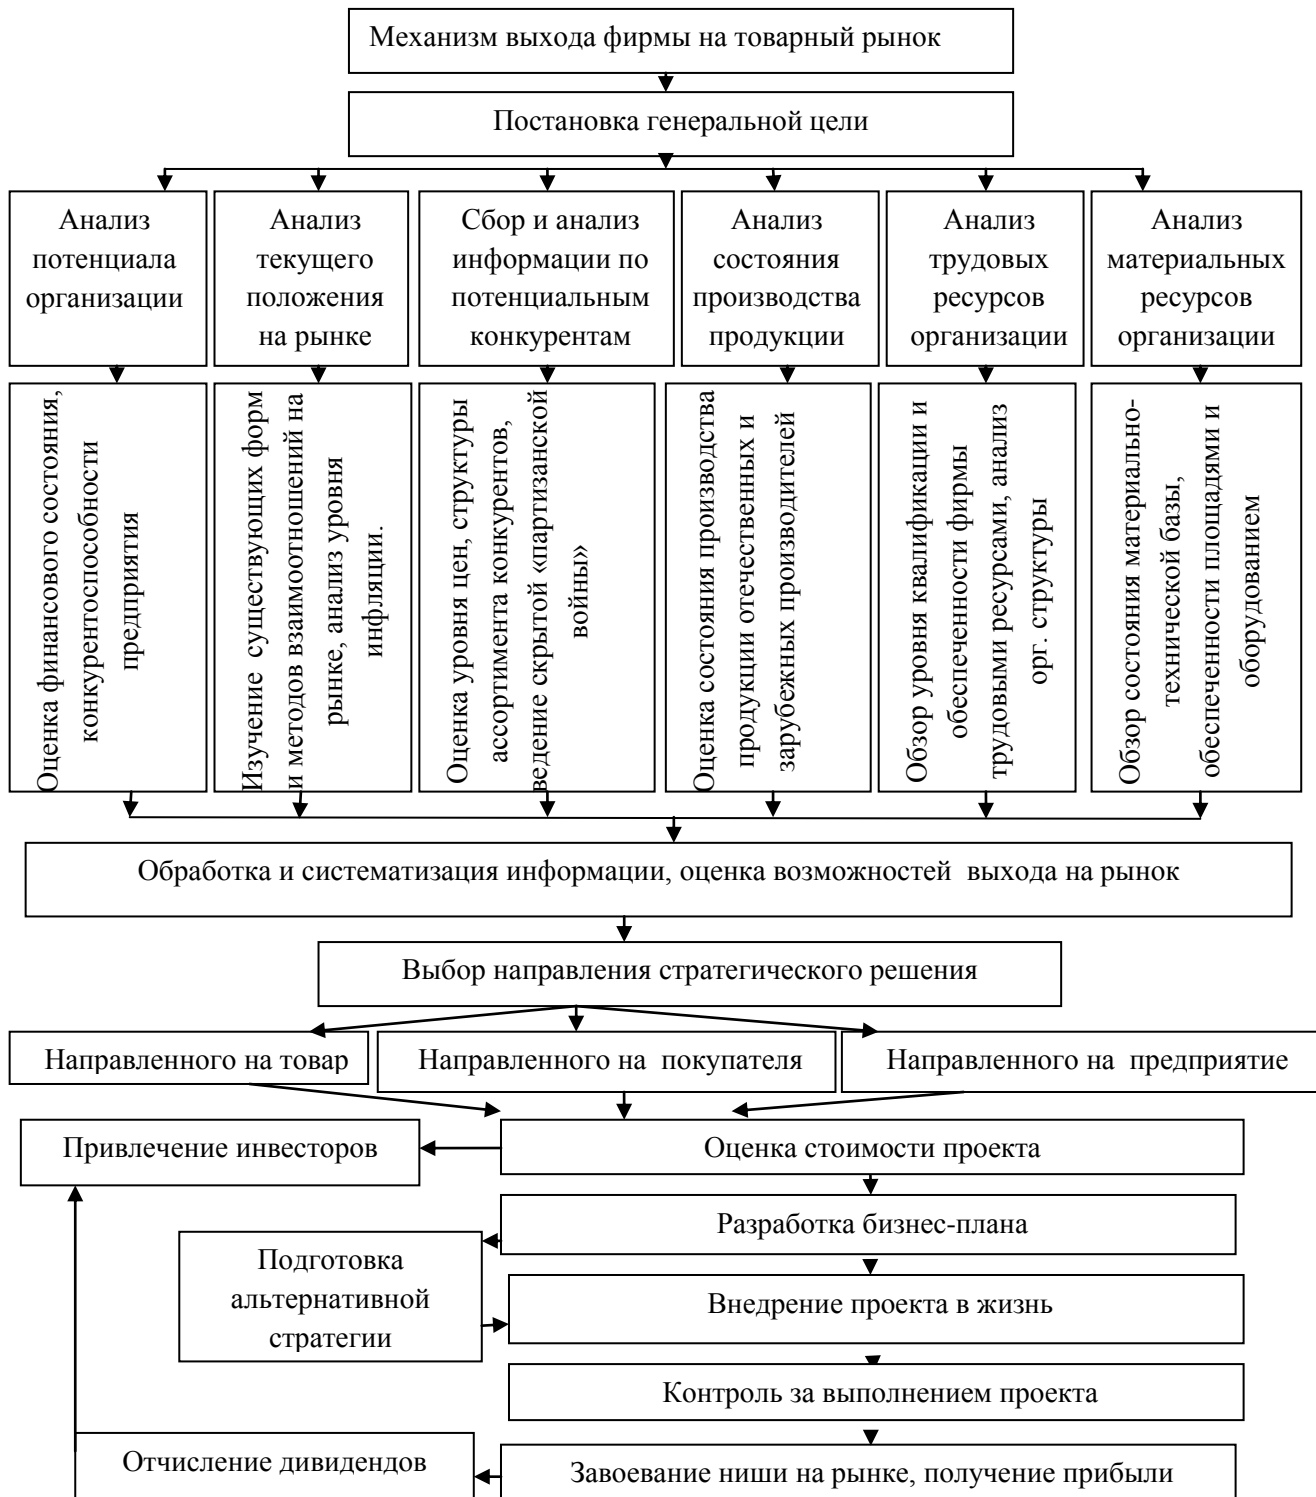 Механизм выхода фирмы на товарный рынок
Постановка генеральной цели
Анализ
потенциала
организации
Анализ
текущего
положения
на рынке
Сбор и анализ
информации по
потенциальным
конкурентам
Анализ
состояния
производства
продукции
Анализ
трудовых
ресурсов
организации
Анализ
материальных
ресурсов
организации
Оценка финансового состояния,
конкурентоспособности
предприятия
Изучение существующих форм
и методов взаимоотношений на
рынке, анализ уровня
инфляции.
Оценка уровня цен, структуры
ассортимента конкурентов,
ведение скрытой «партизанской
войны»
Оценка состояния производства
продукции отечественных и
зарубежных производителей
Обзор уровня квалификации и
обеспеченности фирмы
трудовыми ресурсами, анализ
орг. структуры
Обзор состояния материально-
технической базы,
обеспеченности площадями и
оборудованием
Обработка и систематизация информации, оценка возможностей выхода на рынок
Выбор направления стратегического решения
Направленного на товар
Направленного на покупателя
Направленного на предприятие
Привлечение инвесторов
Оценка стоимости проекта
Разработка бизнес-плана
Подготовка
альтернативной
стратегии
Внедрение проекта в жизнь
Контроль за выполнением проекта
Отчисление дивидендов
Завоевание ниши на рынке, получение прибыли